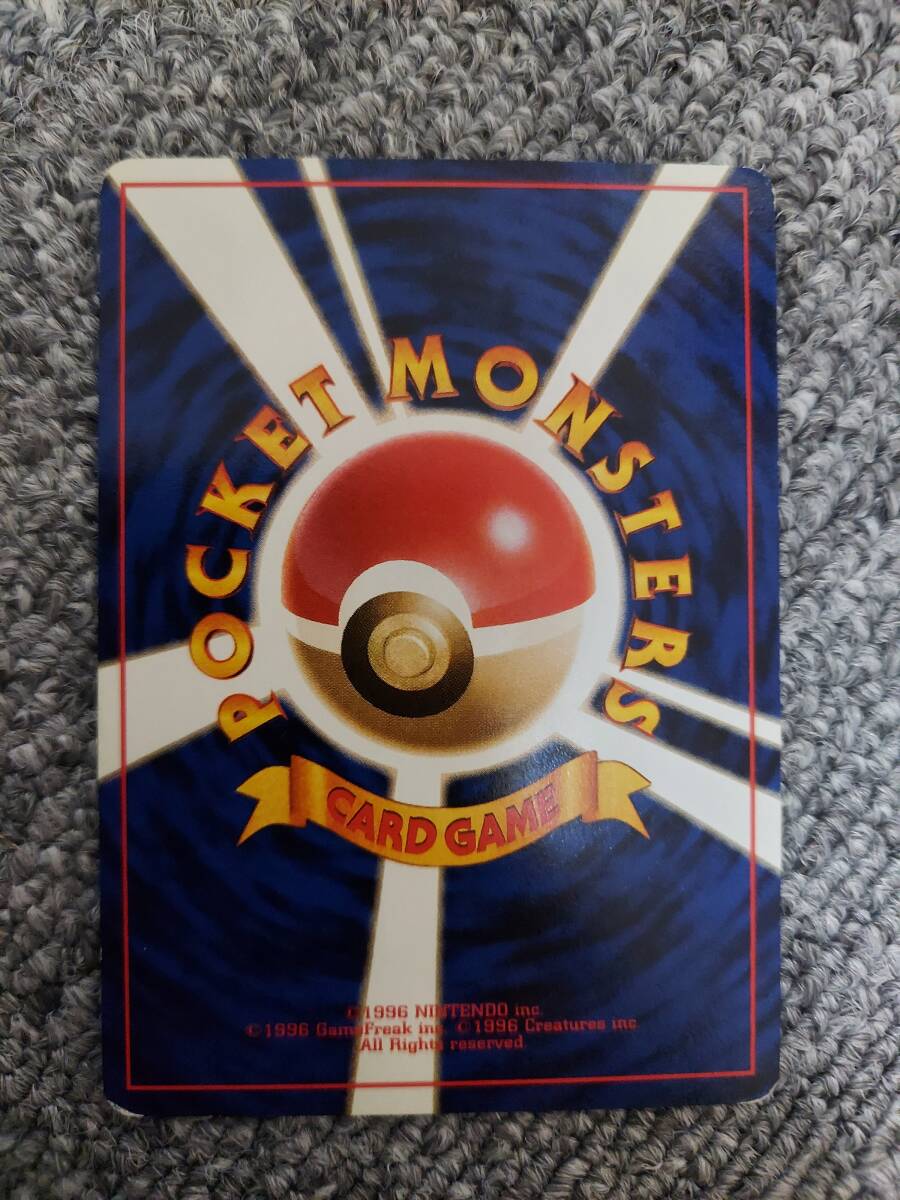 POCKET MONSTERS
CARD GAME
©1996 NINTENDO inc.
©1996 GameFreak inc. ©1996 Creatures inc.
All Rights reserved.